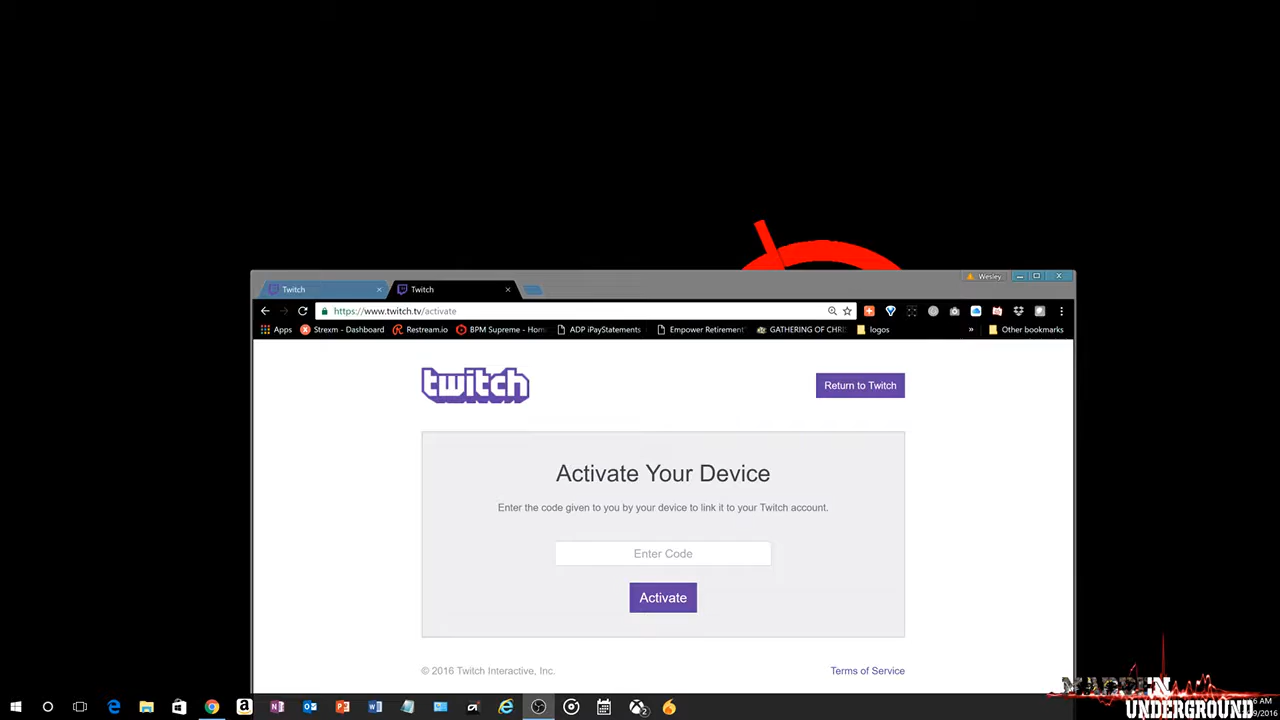 Wesley
Twitch
Twitch
https://www.twitch.tv/activate
Apps
Strexm - Dashboard
Restream.io
BPM Supreme - Hom
ADP iPayStatements
Empower Retirement
GATHERING OF CHRI
logos
»
Other bookmarks
twitch
Return to Twitch
Activate Your Device
Enter the code given to you by your device to link it to your Twitch account.
Enter Code
Activate
© 2016 Twitch Interactive, Inc.
Terms of Service
UNDERGROUND